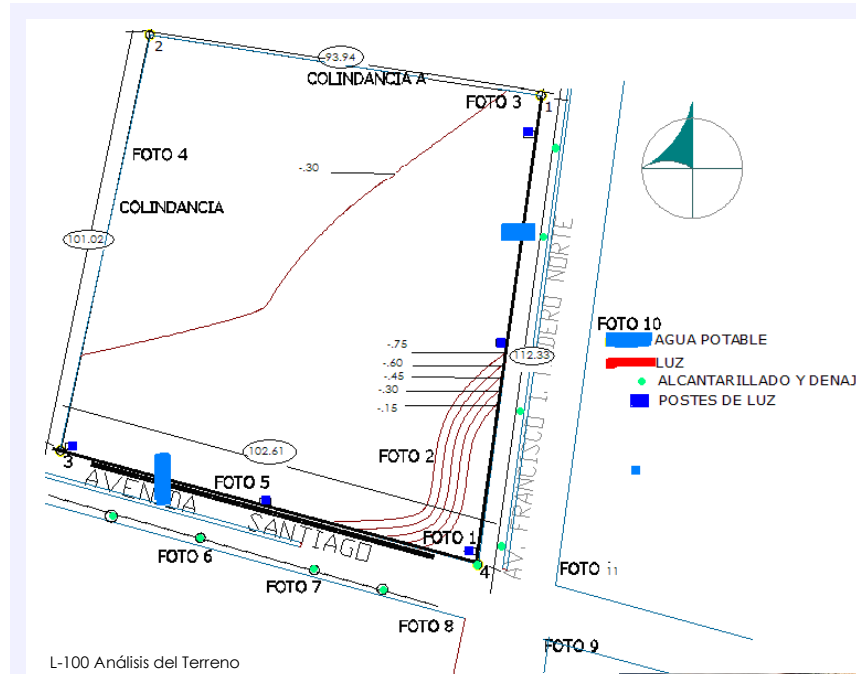 2
93.94
COLINDANCIA A
FOTO 3
1
FOTO 4
-.30
COLINDANCIA
101.02
AV. FRANCISCO I. MADERO NORTE
FOTO 10
AGUA POTABLE
-.75
112.33
LUZ
-.60
-.45
ALCANTARILLADO Y DENAJ
-.30
POSTES DE LUZ
-.15
102.61
FOTO 2
3
FOTO 5
AVENIDA SANTIAGO
FOTO 1
FOTO 6
4
FOTO i1
FOTO 7
FOTO 8
FOTO 9
L-100 Análisis del Terreno